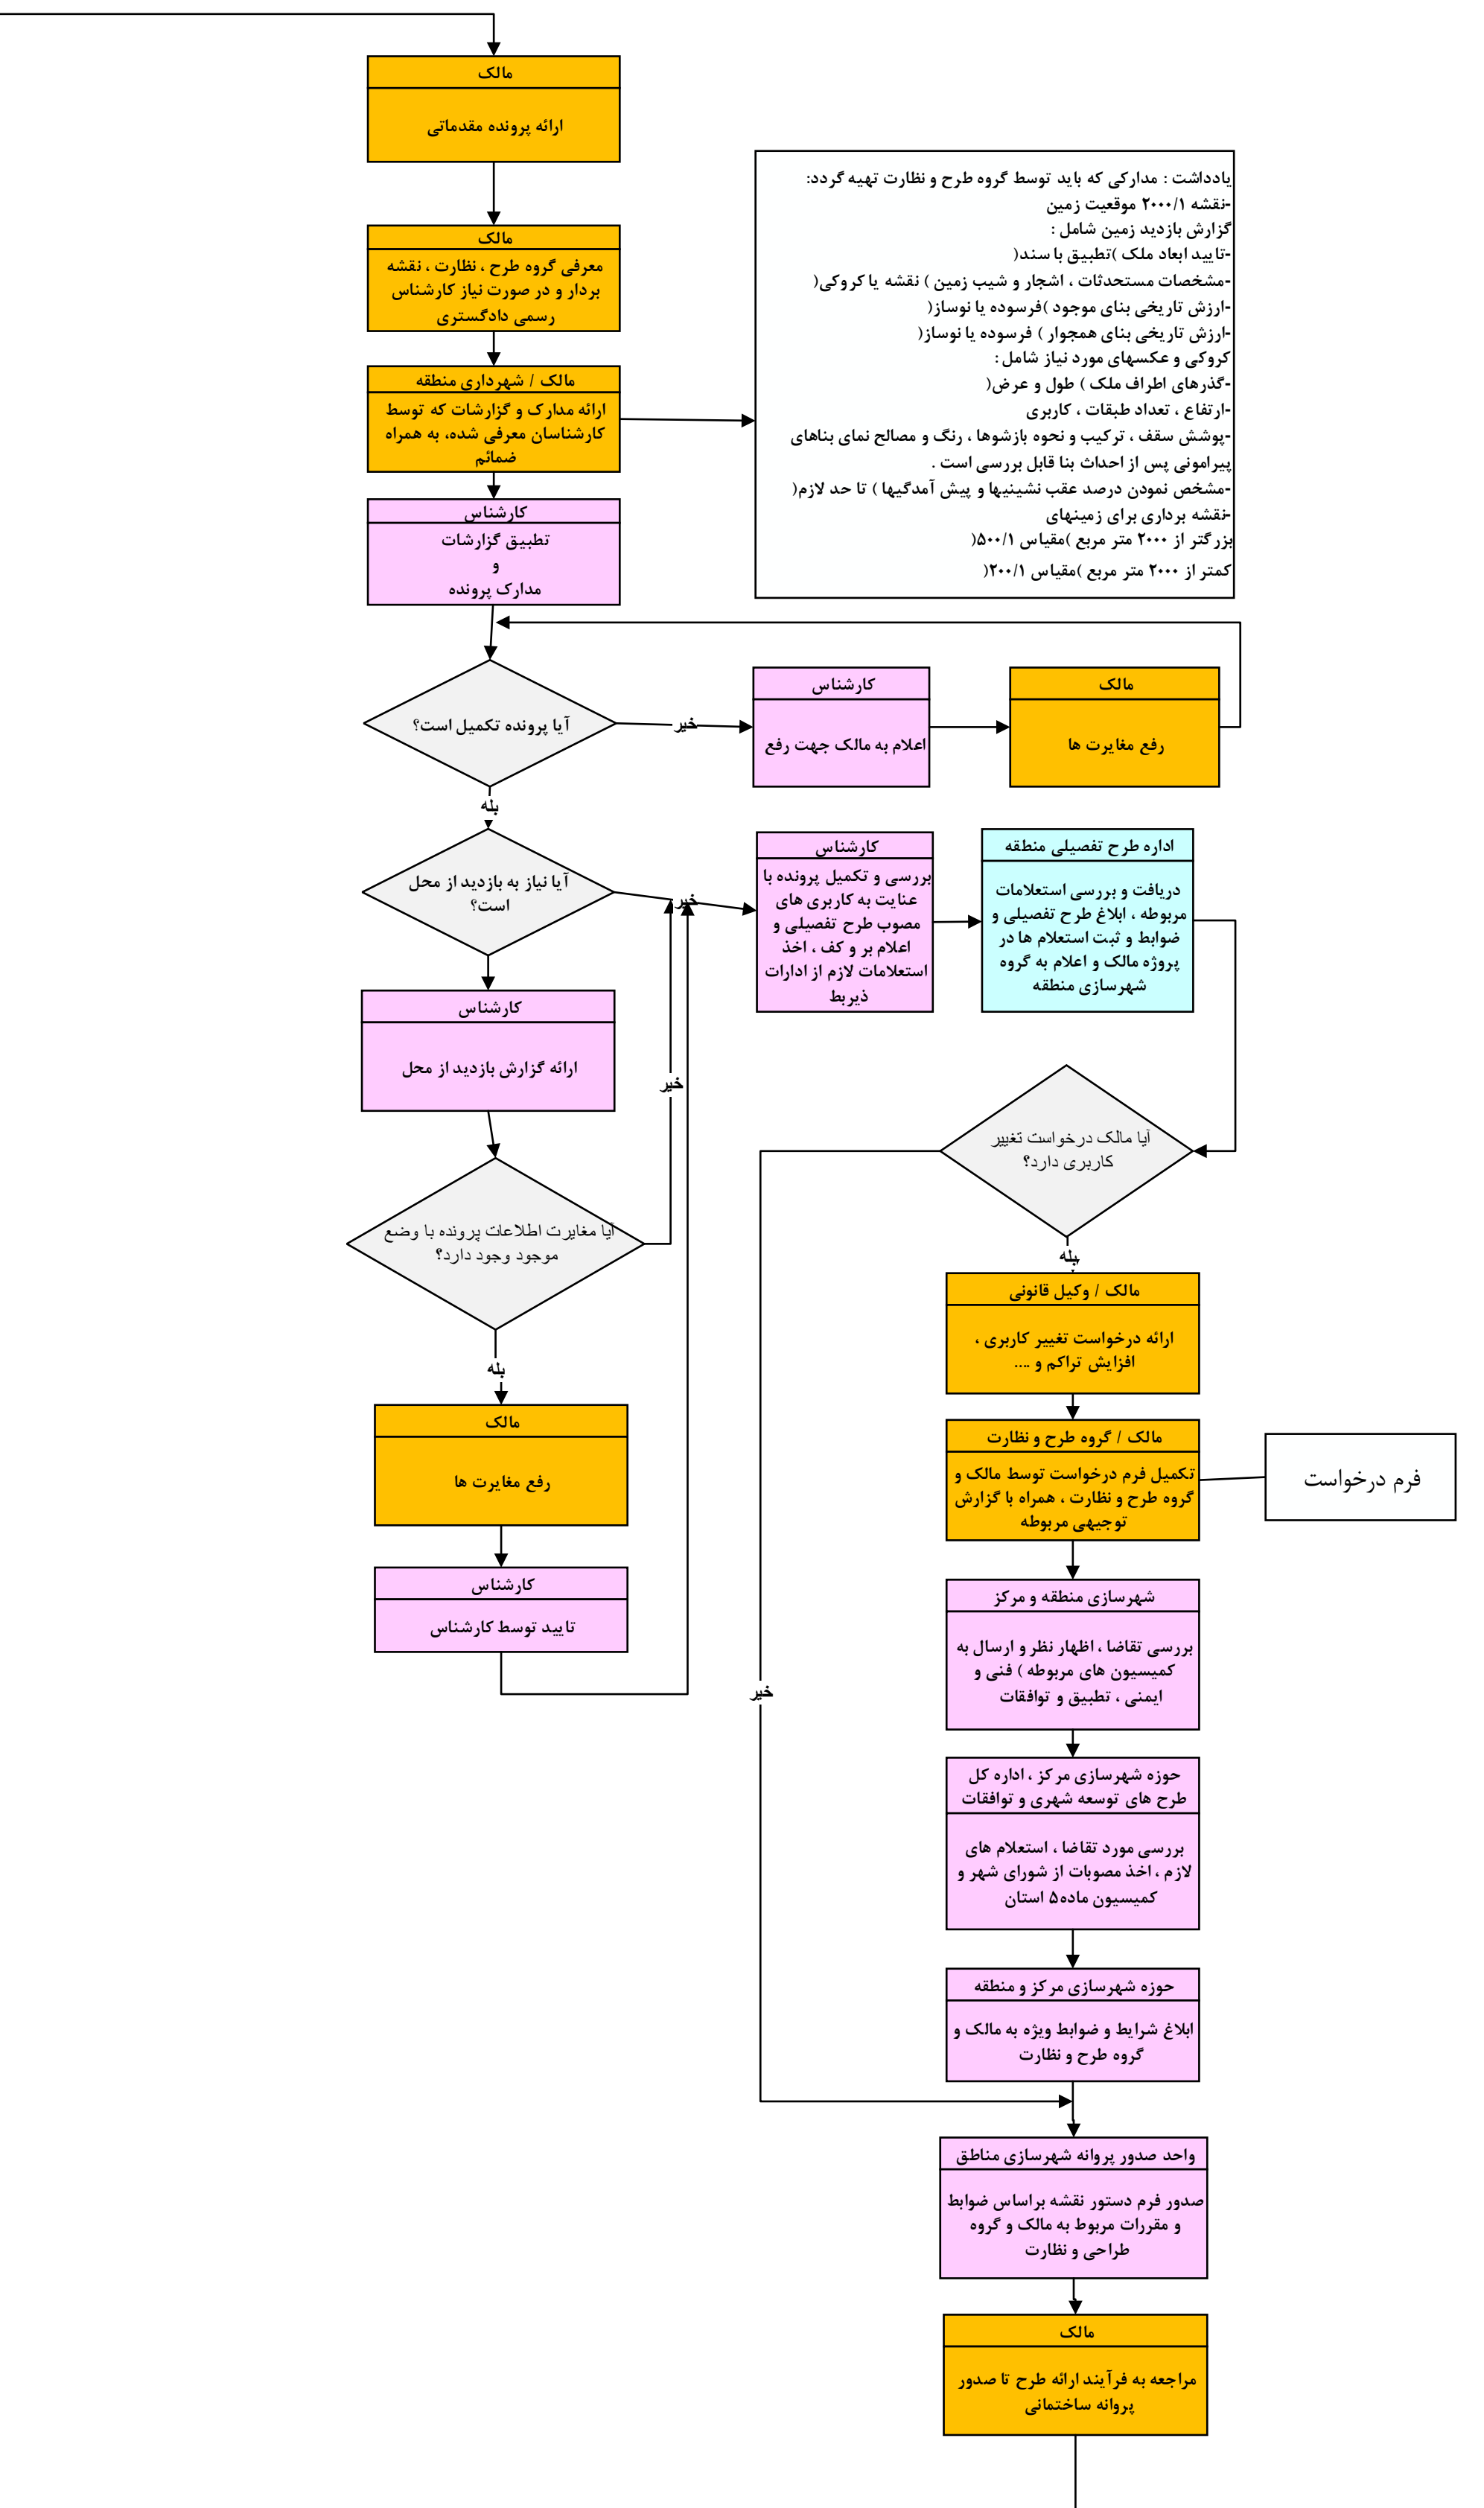 مالک
ارائه پرونده مقدماتی
مالک
معرفی گروه طرح ، نظارت ، نقشه
بردار و در صورت نیاز کارشناس
رسمی دادگستری
مالک / شهرداری منطقه
ارائه مدارک و گزارشات که توسط
کارشناسان معرفی شده، به همراه
ضمائم
یادداشت : مدارکی که باید توسط گروه طرح و نظارت تهیه گردد:
-نقشه ۲۰۰۰/۱ موقعیت زمین
گزارش بازدید زمین شامل :
-تایید ابعاد ملک )تطبیق با سند(
-مشخصات مستحدثات ، اشجار و شیب زمین ) نقشه یا کروکی(
-ارزش تاریخی بنای موجود )فرسوده یا نوساز(
-ارزش تاریخی بنای همجوار ) فرسوده یا نوساز(
کروکی و عکسهای مورد نیاز شامل :
-گذرهای اطراف ملک ) طول و عرض(
-ارتفاع ، تعداد طبقات ، کاربری
-پوشش سقف ، ترکیب و نحوه بازشوها ، رنگ و مصالح نمای بناهای
پیرامونی پس از احداث بنا قابل بررسی است .
-مشخص نمودن درصد عقب نشینیها و پیش آمدگیها ) تا حد لازم(
-نقشه برداری برای زمینهای
بزرگتر از ۲۰۰۰ متر مربع )مقیاس ۵۰۰/۱(
کمتر از ۲۰۰۰ متر مربع )مقیاس ۲۰۰/۱(
کارشناس
تطبیق گزارشات
و
مدارک پرونده
آیا پرونده تکمیل است؟
خیر
کارشناس
اعلام به مالک جهت رفع
مالک
رفع مغایرت ها
بله
آیا نیاز به بازدید از محل
است؟
خیر
کارشناس
بررسی و تکمیل پرونده با
عنایت به کاربری های
مصوب طرح تفصیلی و
اعلام بر و کف ، اخذ
استعلامات لازم از ادارات
ذیربط
اداره طرح تفصیلی منطقه
دریافت و بررسی استعلامات
مربوطه ، ابلاغ طرح تفصیلی و
ضوابط و ثبت استعلام ها در
پروژه مالک و اعلام به گروه
شهرسازی منطقه
کارشناس
ارائه گزارش بازدید از محل
خیر
آیا مغایرت اطلاعات پرونده با وضع
موجود وجود دارد؟
بله
مالک
رفع مغایرت ها
کارشناس
تایید توسط کارشناس
آیا مالک درخواست تغییر
کاربری دارد؟
بله
خیر
مالک / وکیل قانونی
ارائه درخواست تغییر کاربری ،
افزایش تراکم و ....
مالک / گروه طرح و نظارت
تکمیل فرم درخواست توسط مالک و
گروه طرح و نظارت ، همراه با گزارش
توجیهی مربوطه
فرم درخواست
شهرسازی منطقه و مرکز
بررسی تقاضا ، اظهار نظر و ارسال به
کمیسیون های مربوطه ) فنی و
ایمنی ، تطبیق و توافقات
حوزه شهرسازی مرکز ، اداره کل
طرح های توسعه شهری و توافقات
بررسی مورد تقاضا ، استعلام های
لازم ، اخذ مصوبات از شورای شهر و
کمیسیون ماده۵ استان
حوزه شهرسازی مرکز و منطقه
ابلاغ شرایط و ضوابط ویژه به مالک و
گروه طرح و نظارت
واحد صدور پروانه شهرسازی مناطق
صدور فرم دستور نقشه براساس ضوابط
و مقررات مربوط به مالک و گروه
طراحی و نظارت
مالک
مراجعه به فرآیند ارائه طرح تا صدور
پروانه ساختمانی